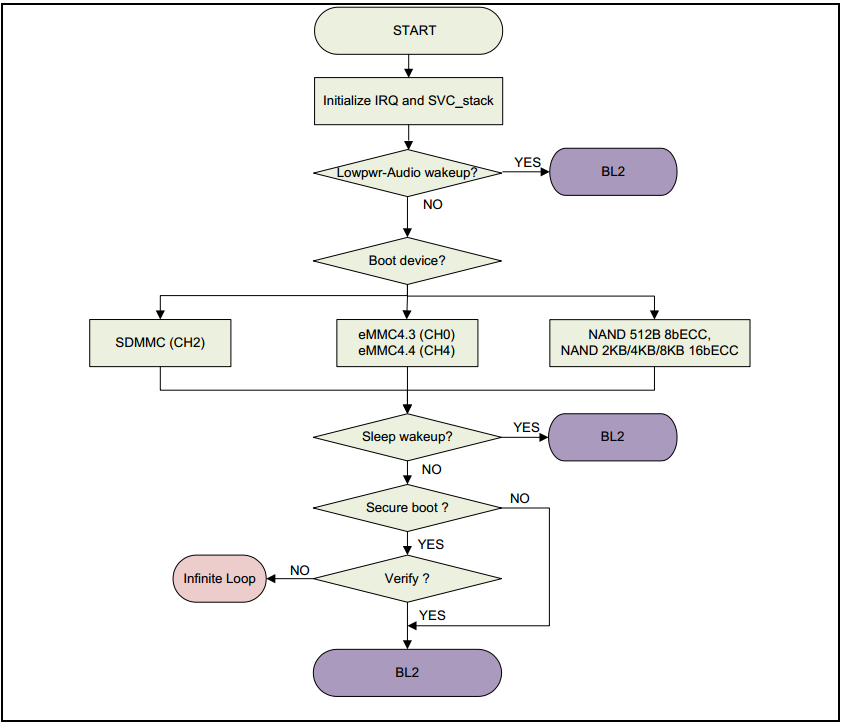 START
Initialize IRQ and SVC_stack
Lowpwr-Audio wakeup?
YES
BL2
NO
Boot device?
SDMMC (CH2)
eMMC4.3 (CH0)
eMMC4.4 (CH4)
NAND 512B 8bECC,
NAND 2KB/4KB/8KB 16bECC
Sleep wakeup?
YES
BL2
NO
Secure boot ?
NO
YES
Infinite Loop
NO
Verify ?
YES
BL2